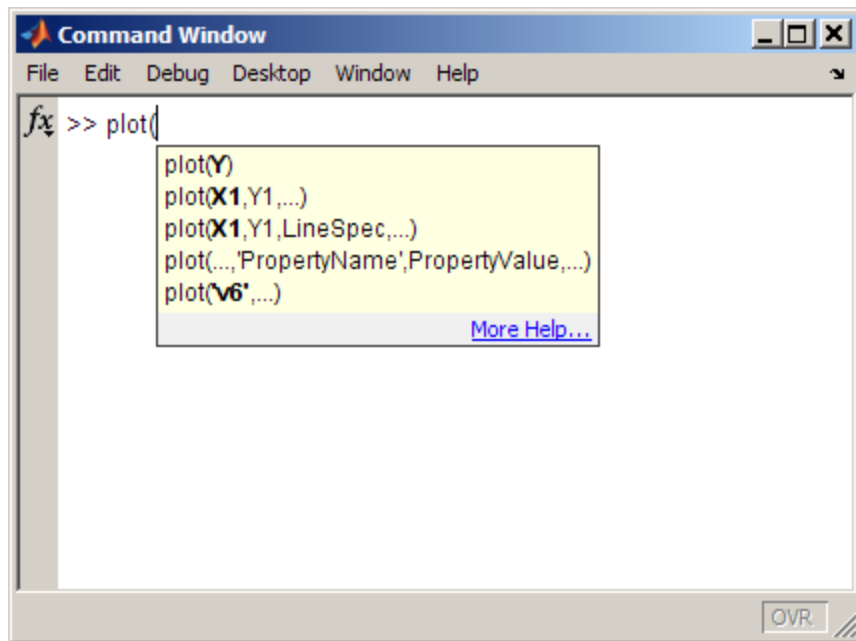 Command Window
File Edit Debug Desktop Window Help
fx >> plot(
plot(Y)
plot(X1,Y1,...)
plot(X1,Y1,LineSpec,...)
plot(...,'PropertyName',PropertyValue,...)
plot('v6',...)
More Help...
OVR